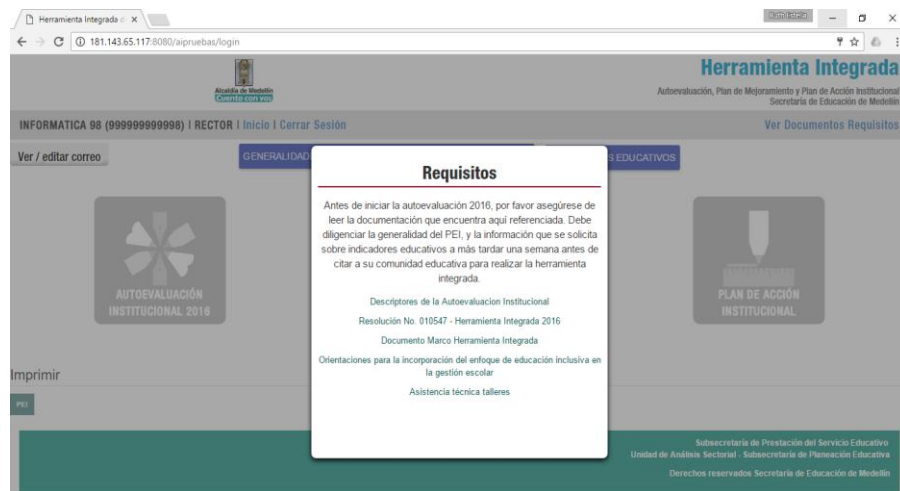 Herramienta Integrada
181.143.65.117:8080/aipruebas/login
Alcaldía de Medellín
Cuenta con vos
Herramienta Integrada
Autoevaluación, Plan de Mejoramiento y Plan de Acción Institucional
Secretaría de Educación de Medellín
INFORMATICA 98 (999999999998) I RECTOR I Inicio I Cerrar Sesión
Ver Documentos Requisitos
Ver / editar correo
GENERALIDAD
S EDUCATIVOS
Requisitos
Antes de iniciar la autoevaluación 2016, por favor asegúrese de
leer la documentación que encuentra aquí referenciada. Debe
diligenciar la generalidad del PEI, y la información que se solicita
sobre indicadores educativos a más tardar una semana antes de
citar a su comunidad educativa para realizar la herramienta
integrada.
Descriptores de la Autoevaluacion Institucional
Resolución No. 010547 - Herramienta Integrada 2016
Documento Marco Herramienta Integrada
Orientaciones para la incorporación del enfoque de educación inclusiva en
la gestión escolar
Asistencia técnica talleres
AUTOEVALUACIÓN
INSTITUCIONAL 2016
PLAN DE ACCIÓN
INSTITUCIONAL
Imprimir
PEI
Subsecretaría de Prestación del Servicio Educativo
Unidad de Análisis Sectorial - Subsecretaría de Planeación Educativa
Derechos reservados Secretaría de Educación de Medellín